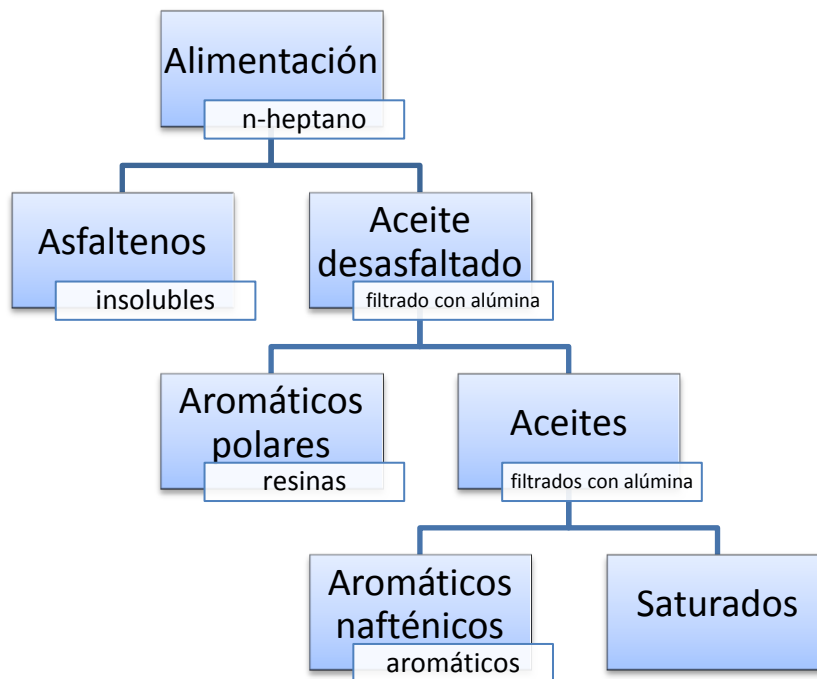 Alimentación
n-heptano
Asfaltenos
insolubles
Aceite
desasfaltado
filtrado con alúmina
Aromáticos
polares
resinas
Aceites
filtrados con alúmina
Aromáticos
nafténicos
aromáticos
Saturados